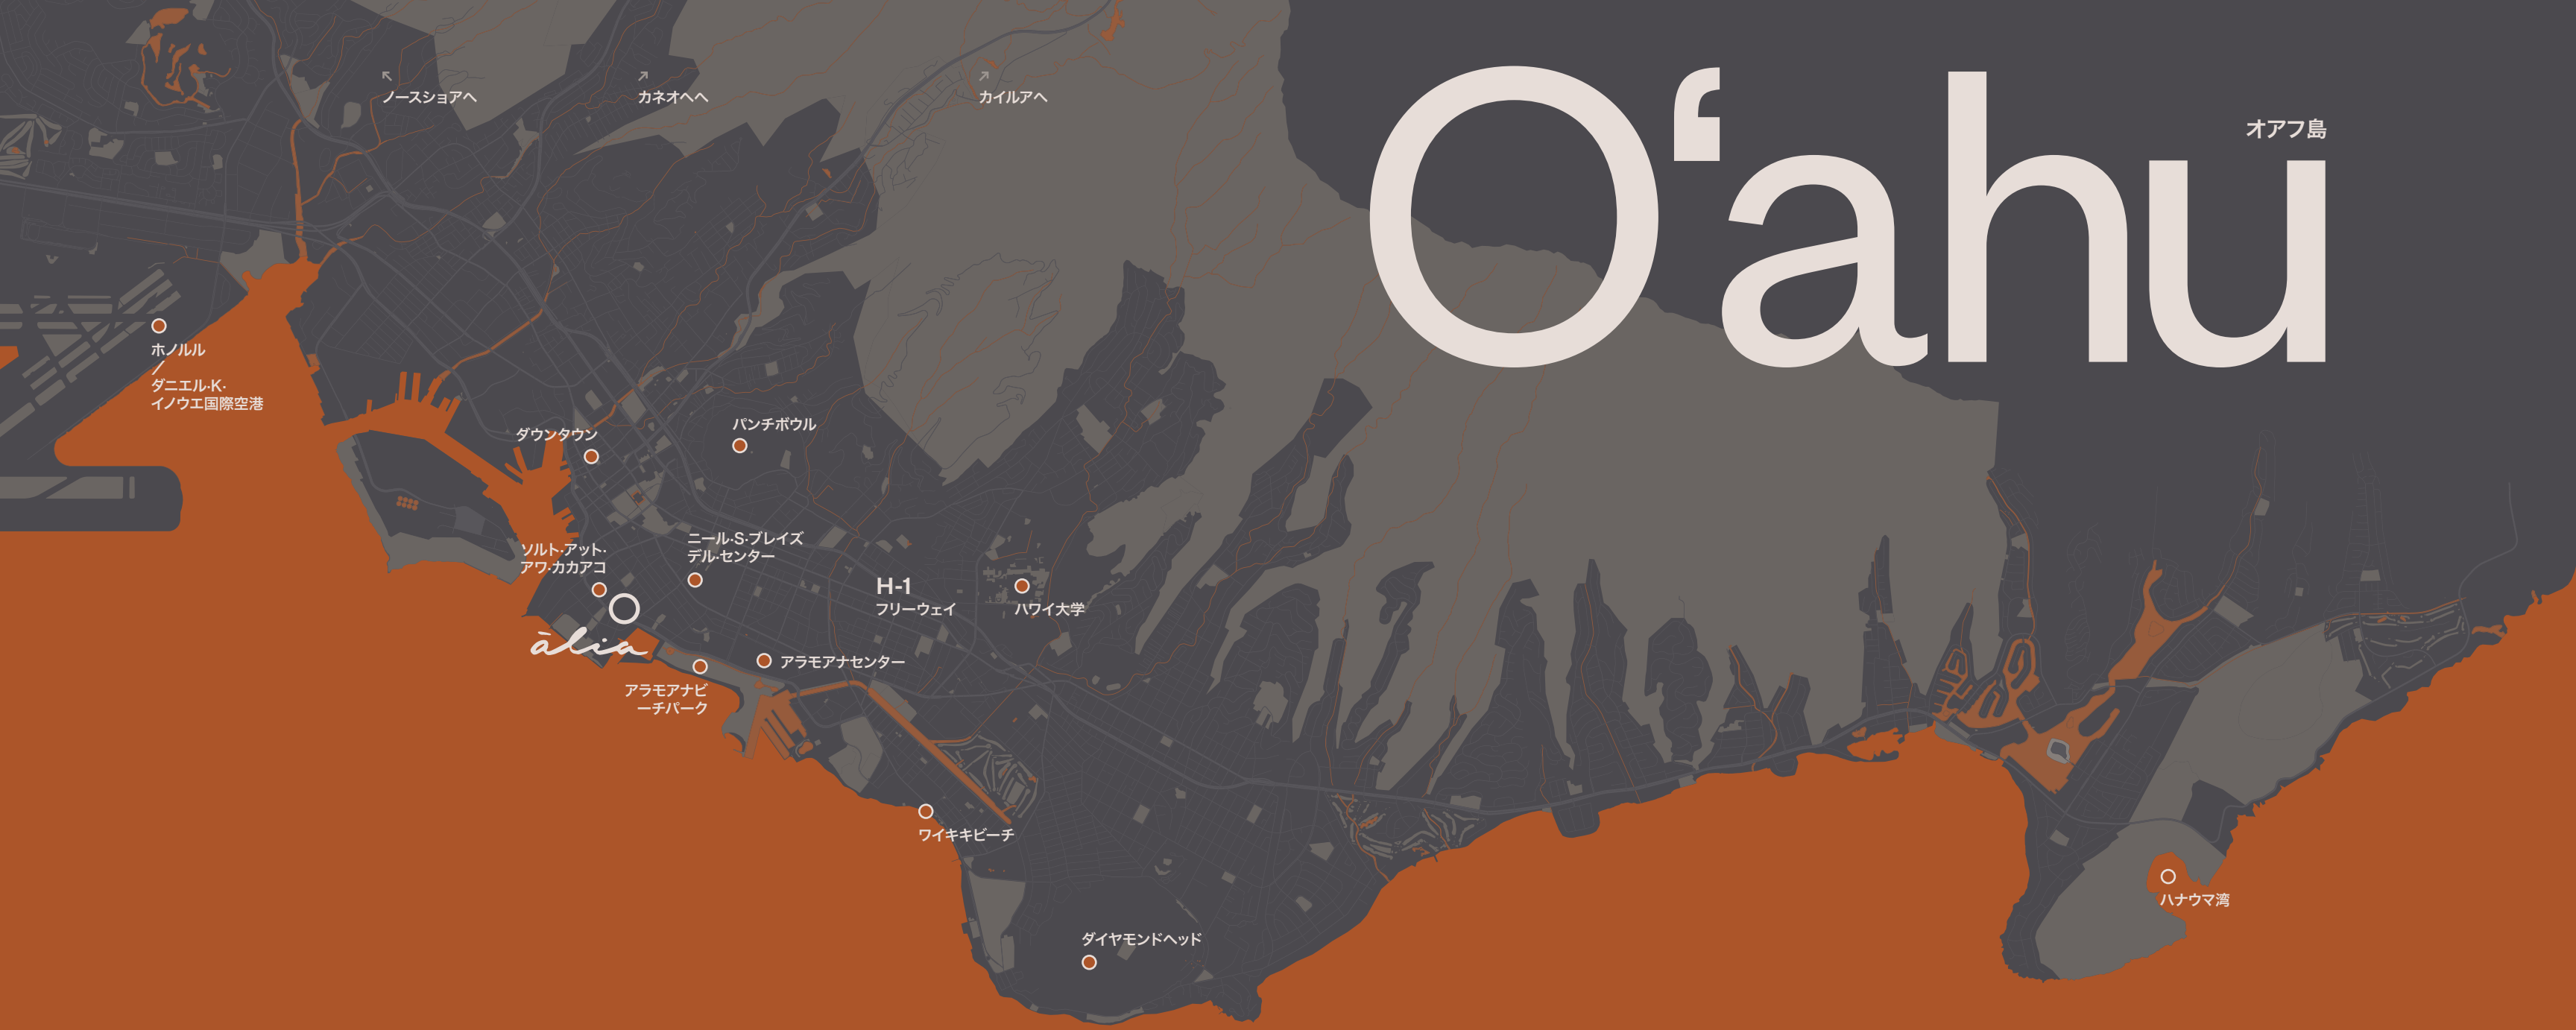 ↖
ノースショアへ
↗
カネオヘへ
↗
カイルアへ
Oʻahu
オアフ島
ホノルル
/
ダニエル·K·
イノウエ国際空港
ダウンタウン
パンチボウル
ソルト·アット·
アワ·カカアコ
ニール·S·ブレイズ
デル·センター
H-1
フリーウェイ
ハワイ大学
ālia
アラモアナセンター
アラモアナビ
ーチパーク
ワイキキビーチ
ダイヤモンドヘッド
ハナウマ湾